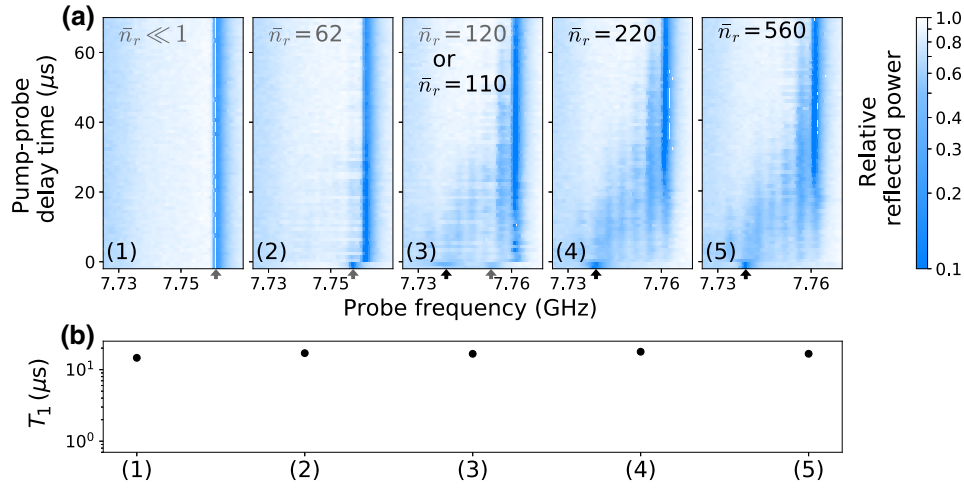 (a)
n̄r ≪ 1
n̄r = 62
n̄r = 120
or
n̄r = 110
n̄r = 220
n̄r = 560
Pump-probe
delay time (μs)
60
40
20
0
(1)
(2)
(3)
(4)
(5)
7.73 7.75
7.73 7.75
7.73 7.76
7.73 7.76
7.73 7.76
Probe frequency (GHz)
1.0
0.8
0.6
0.4
0.3
0.2
0.1
Relative
reflected power
(b)
T1 (μs)
10¹
10⁰
(1) (2) (3) (4) (5)